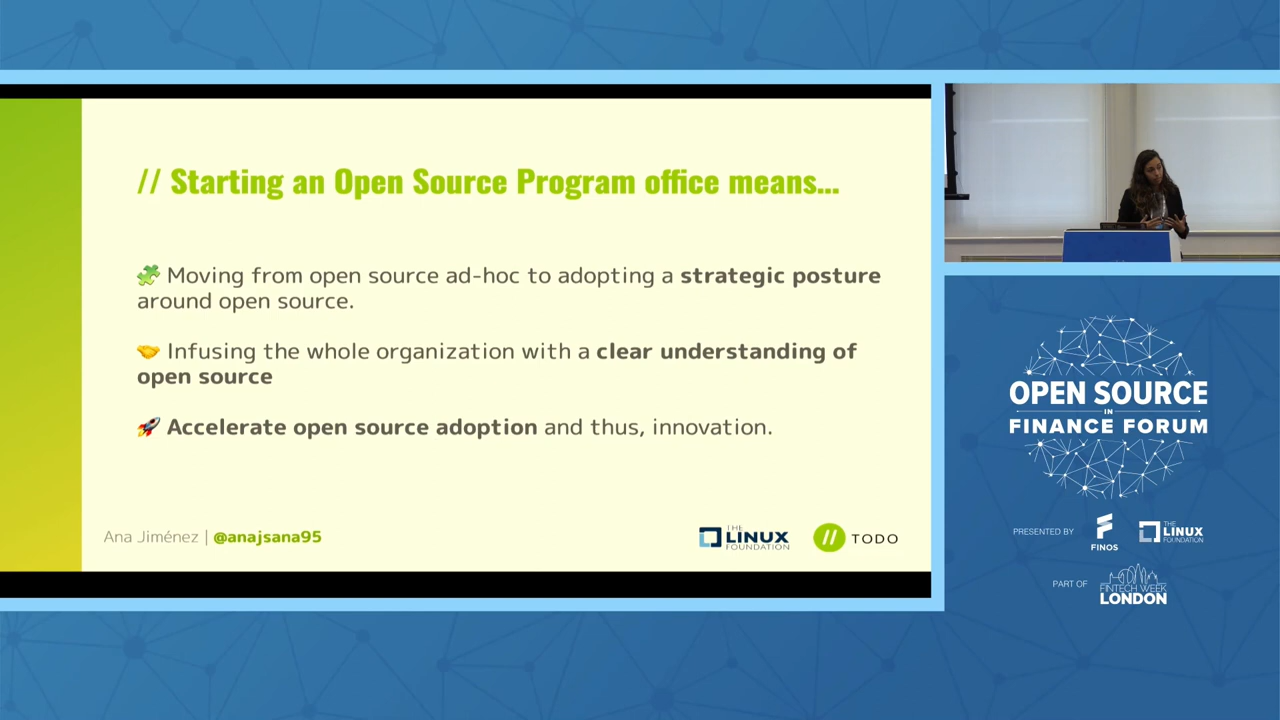 // Starting an Open Source Program office means...
Moving from open source ad-hoc to adopting a strategic posture
around open source.
Infusing the whole organization with a clear understanding of
open source
Accelerate open source adoption and thus, innovation.
Ana Jiménez | @anajsana95
THE
LINUX
FOUNDATION
// TODO
OPEN SOURCE
IN
FINANCE FORUM
PRESENTED BY
FINOS
THE
LINUX
FOUNDATION
PART OF
FINTECH WEEK
LONDON